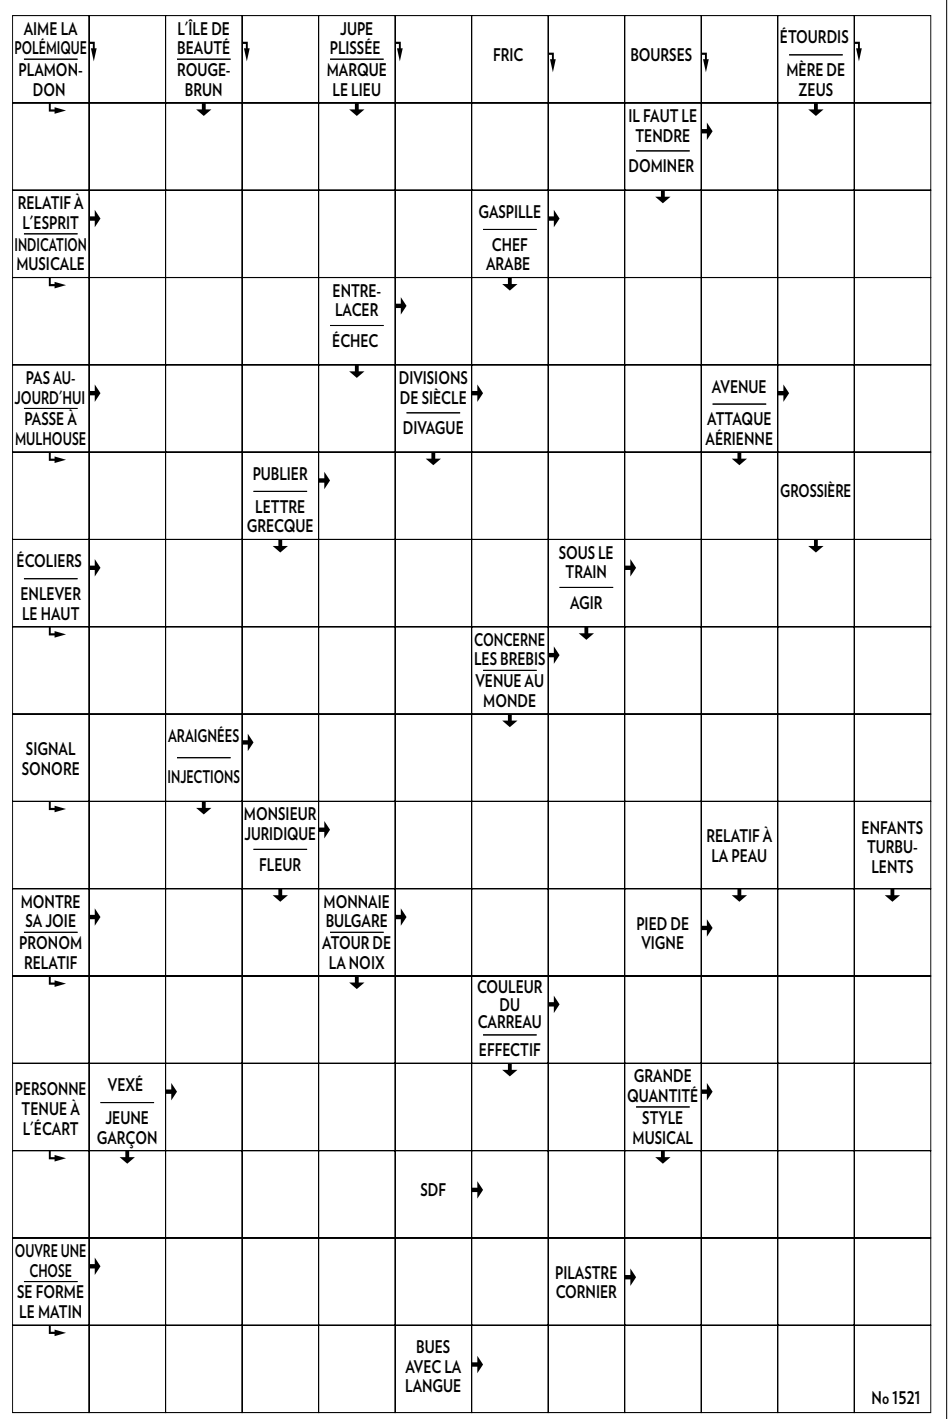 AIME LA
POLÉMIQUE
PLAMON-
DON
L'ÎLE DE
BEAUTÉ
ROUGE-
BRUN
JUPE
PLISSÉE
MARQUE
LE LIEU
FRIC
BOURSES
ÉTOURDIS
MÈRE DE
ZEUS
IL FAUT LE
TENDRE
DOMINER
RELATIF À
L'ESPRIT
INDICATION
MUSICALE
GASPILLE
CHEF
ARABE
ENTRE-
LACER
ÉCHEC
PAS AU-
JOURD'HUI
PASSE À
MULHOUSE
DIVISIONS
DE SIÈCLE
DIVAGUE
AVENUE
ATTAQUE
AÉRIENNE
PUBLIER
LETTRE
GRECQUE
GROSSIÈRE
ÉCOLIERS
ENLEVER
LE HAUT
SOUS LE
TRAIN
AGIR
CONCERNE
LES BREBIS
VENUE AU
MONDE
SIGNAL
SONORE
ARAIGNÉES
INJECTIONS
MONSIEUR
JURIDIQUE
FLEUR
RELATIF À
LA PEAU
ENFANTS
TURBU-
LENTS
MONTRE
SA JOIE
PRONOM
RELATIF
MONNAIE
BULGARE
ATOUR DE
LA NOIX
PIED DE
VIGNE
COULEUR
DU
CARREAU
EFFECTIF
PERSONNE
TENUE À
L'ÉCART
VEXÉ
JEUNE
GARÇON
GRANDE
QUANTITÉ
STYLE
MUSICAL
SDF
OUVRE UNE
CHOSE
SE FORME
LE MATIN
PILASTRE
CORNIER
BUES
AVEC LA
LANGUE
No 1521